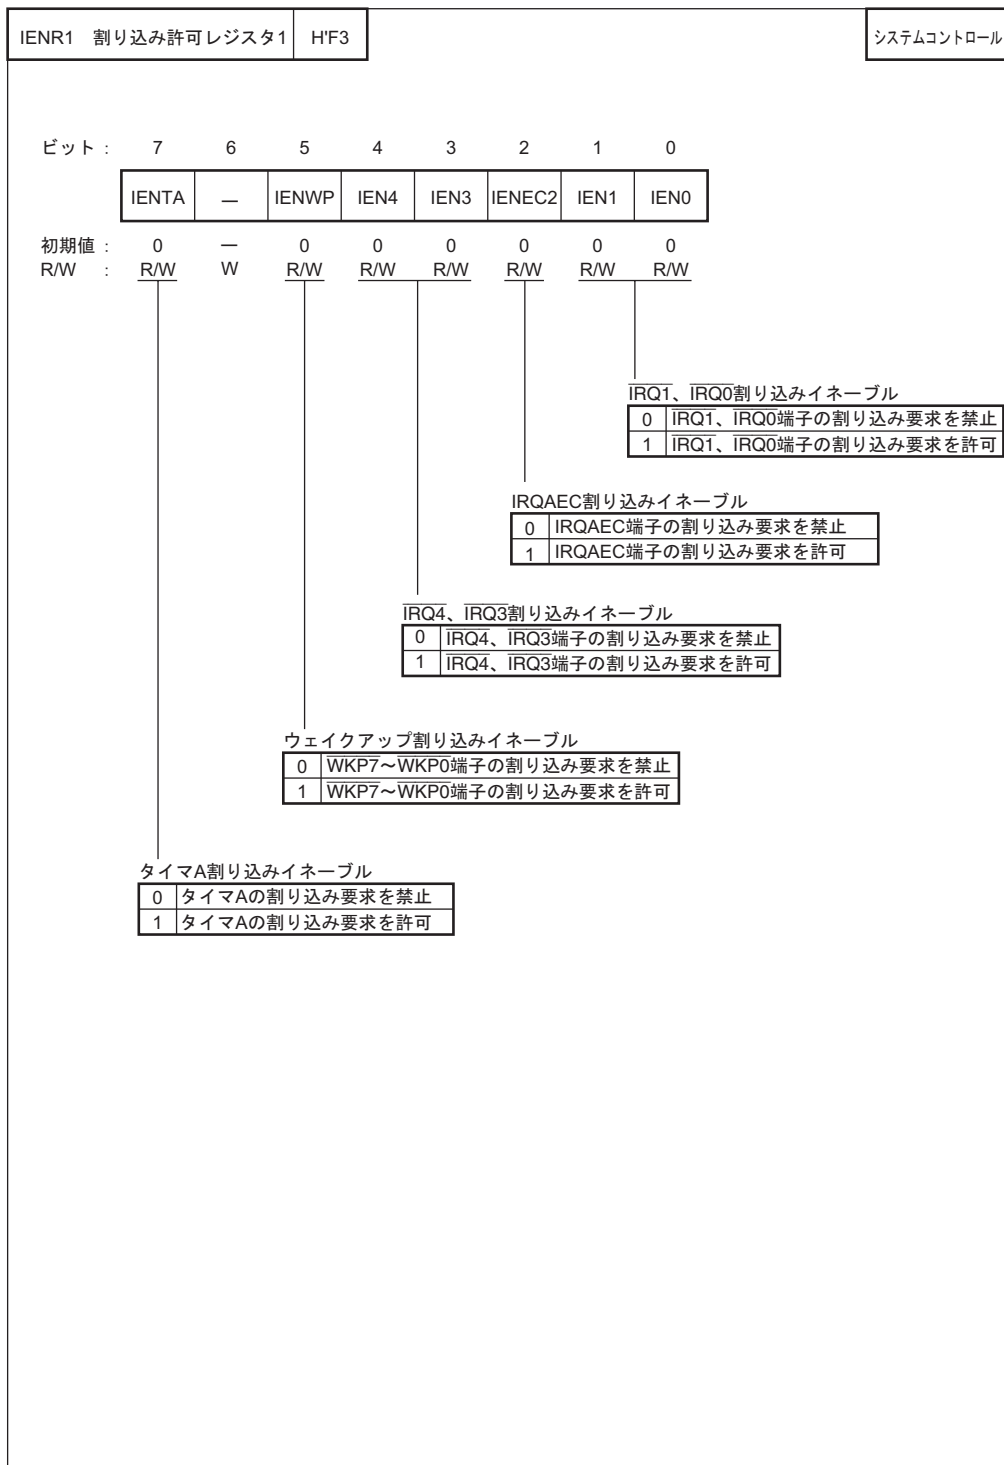 IENR1　割り込み許可レジスタ1 H'F3 システムコントロール
ビット : 7 6 5 4 3 2 1 0
IENTA — IENWP IEN4 IEN3 IENEC2 IEN1 IEN0
初期値 : 0 — 0 0 0 0 0 0
R/W : R/W W R/W R/W R/W R/W R/W R/W
IRQ1、IRQ0割り込みイネーブル
0 IRQ1、IRQ0端子の割り込み要求を禁止
1 IRQ1、IRQ0端子の割り込み要求を許可
IRQAEC割り込みイネーブル
0 IRQAEC端子の割り込み要求を禁止
1 IRQAEC端子の割り込み要求を許可
IRQ4、IRQ3割り込みイネーブル
0 IRQ4、IRQ3端子の割り込み要求を禁止
1 IRQ4、IRQ3端子の割り込み要求を許可
ウェイクアップ割り込みイネーブル
0 WKP7～WKP0端子の割り込み要求を禁止
1 WKP7～WKP0端子の割り込み要求を許可
タイマA割り込みイネーブル
0 タイマAの割り込み要求を禁止
1 タイマAの割り込み要求を許可